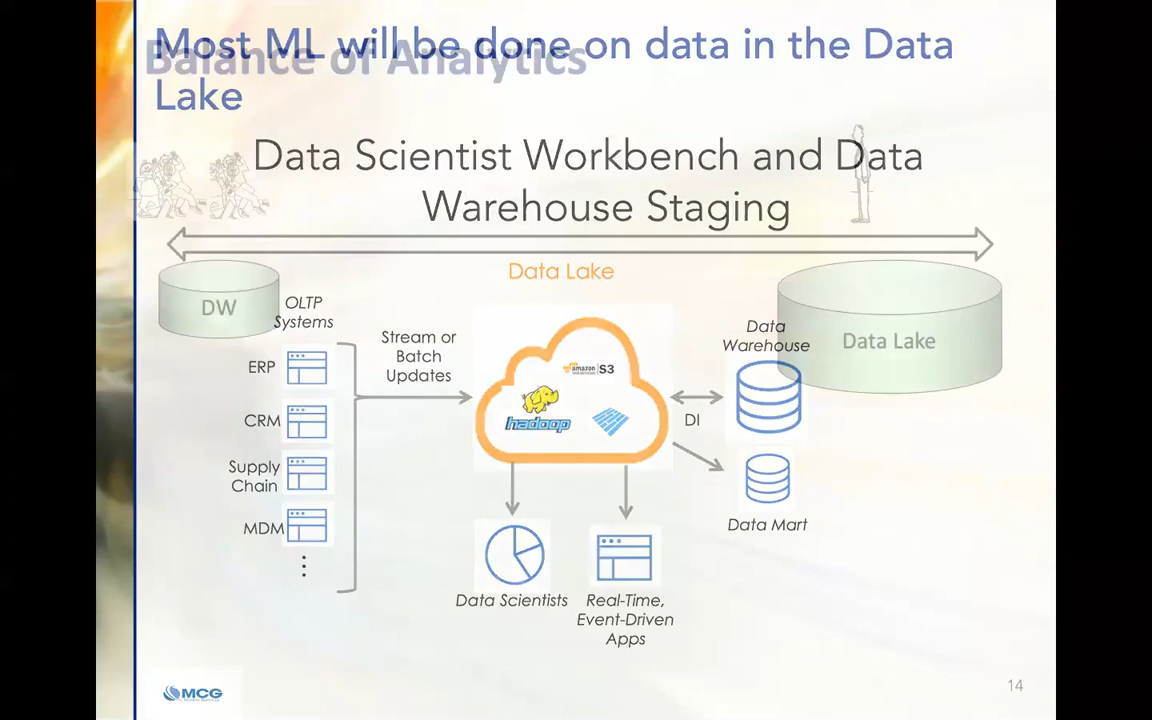 Most ML will be done on data in the Data
Lake
Balance of Analytics
Data Scientist Workbench and Data
Warehouse Staging
Data Lake
DW
OLTP
Systems
ERP
CRM
Supply
Chain
MDM
Stream or
Batch
Updates
amazon
S3
hadoop
DI
Data
Warehouse
Data Lake
Data Mart
Data Scientists
Real-Time,
Event-Driven
Apps
MCG
14